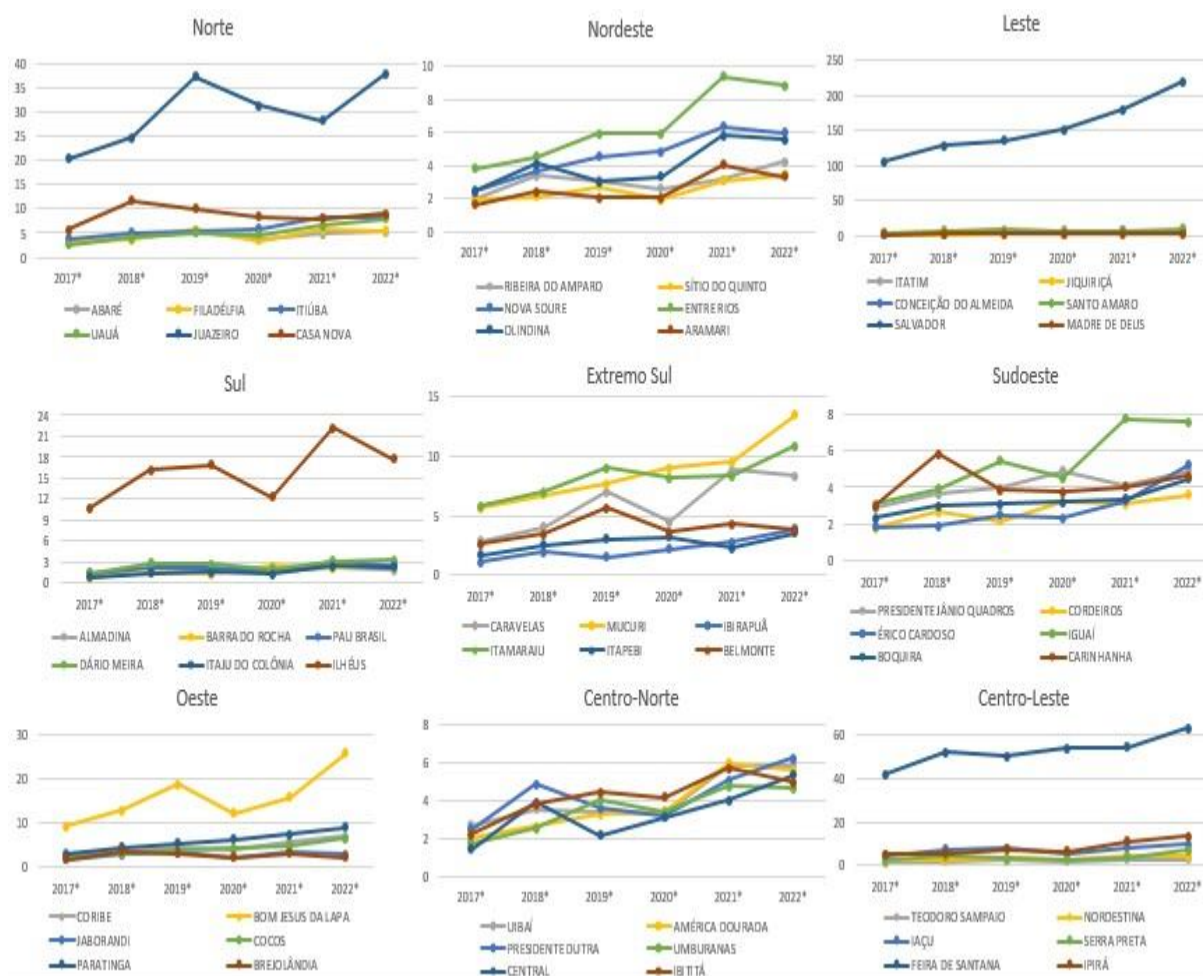 Norte
40
35
30
25
20
15
10
5
0
2017* 2018* 2019* 2020* 2021* 2022*
ABARÉ FILADÉLFIA ITIÚBA
UAUÁ JUAZEIRO CASA NOVA
Nordeste
10
8
6
4
2
0
2017* 2018* 2019* 2020* 2021* 2022*
RIBEIRA DO AMPARO SÍTIO DO QUINTO
NOVA SOURE ENTRE RIOS
OLINDINA ARAMARI
Leste
250
200
150
100
50
0
2017* 2018* 2019* 2020* 2021* 2022*
ITATIM JIQUIRIÇÁ
CONCEIÇÃO DO ALMEIDA SANTO AMARO
SALVADOR MADRE DE DEUS
Sul
24
21
18
15
12
9
6
3
0
2017* 2018* 2019* 2020* 2021* 2022*
ALMADINA BARRA DO ROCHA PAU BRASIL
DÁRIO MEIRA ITAJU DO COLÔNIA ILHÉUS
Extremo Sul
15
10
5
0
2017* 2018* 2019* 2020* 2021* 2022*
CARAVELAS MUCURI IBIRAPUÃ
ITAMARAJU ITAPEBI BELMONTE
Sudoeste
8
6
4
2
0
2017* 2018* 2019* 2020* 2021* 2022*
PRESIDENTE JÂNIO QUADROS CORDEIROS
ÉRICO CARDOSO IGUAÍ
BOQUIRA CARINHANHA
Oeste
30
20
10
0
2017* 2018* 2019* 2020* 2021* 2022*
CORIBE BOM JESUS DA LAPA
JABORANDI COCOS
PARATINGA BREJOLÂNDIA
Centro-Norte
8
6
4
2
0
2017* 2018* 2019* 2020* 2021* 2022*
UIBAÍ AMÉRICA DOURADA
PRESIDENTE DUTRA UMBURANAS
CENTRAL IBITITÁ
Centro-Leste
60
40
20
0
2017* 2018* 2019* 2020* 2021* 2022*
TEODORO SAMPAIO NORDESTINA
IAÇU SERRA PRETA
FEIRA DE SANTANA IPIRÁ